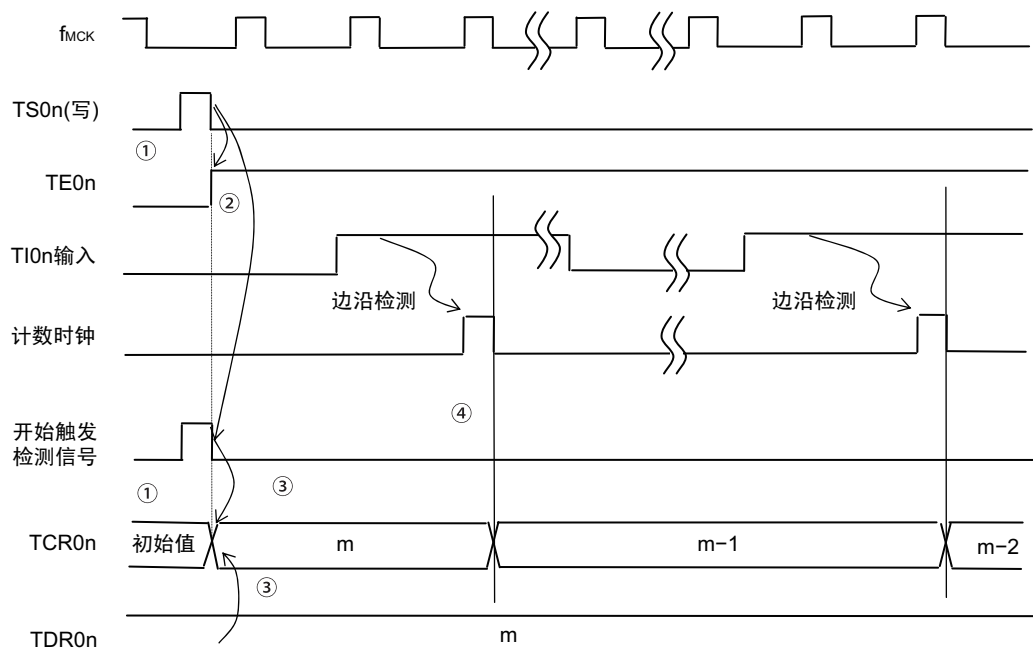 fMCK
TS0n(写)
①
TE0n
②
TI0n输入
边沿检测
边沿检测
计数时钟
④
开始触发
检测信号
①
③
TCR0n
初始值
m
m−1
m−2
③
TDR0n
m